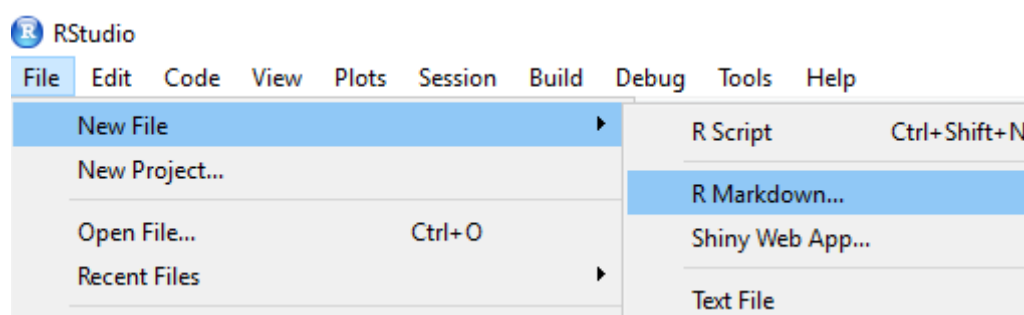 R RStudio
File Edit Code View Plots Session Build Debug Tools Help
New File
New Project...
Open File... Ctrl+O
Recent Files
R Script Ctrl+Shift+N
R Markdown...
Shiny Web App...
Text File